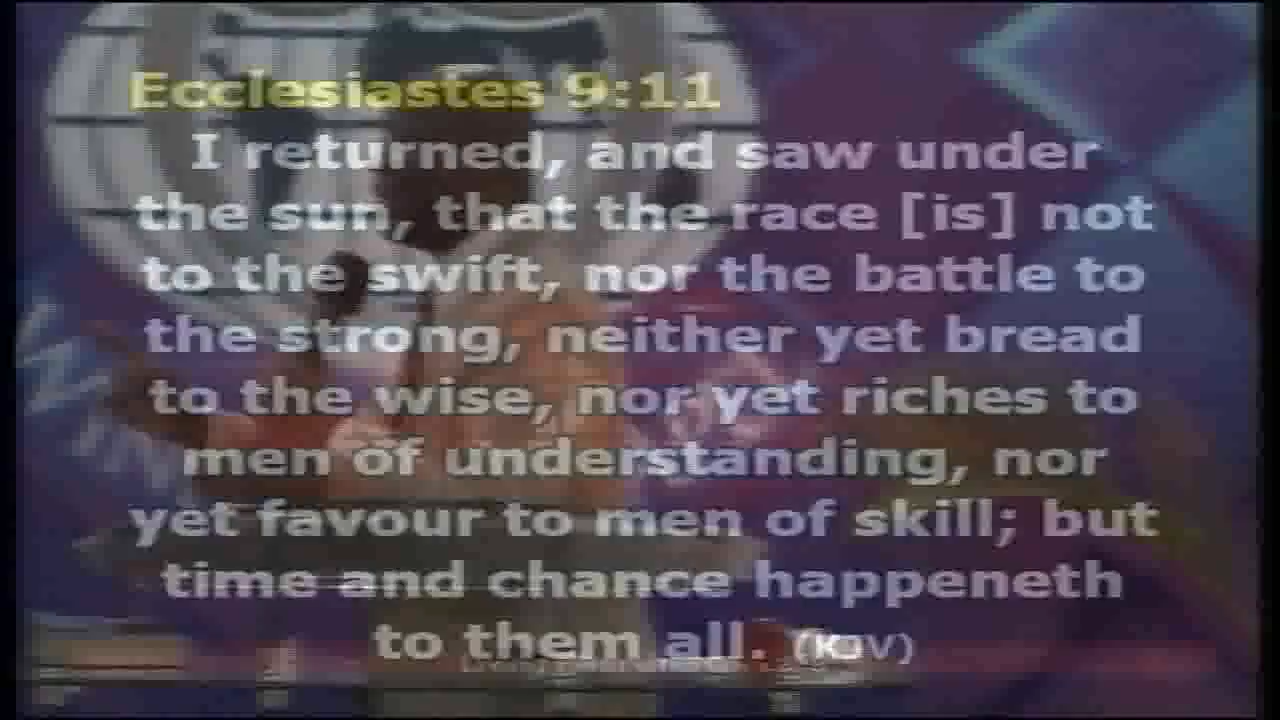 Ecclesiastes 9:11
I returned, and saw under
the sun, that the race [is] not
to the swift, nor the battle to
the strong, neither yet bread
to the wise, nor yet riches to
men of understanding, nor
yet favour to men of skill; but
time and chance happeneth
to them all. (KJV)